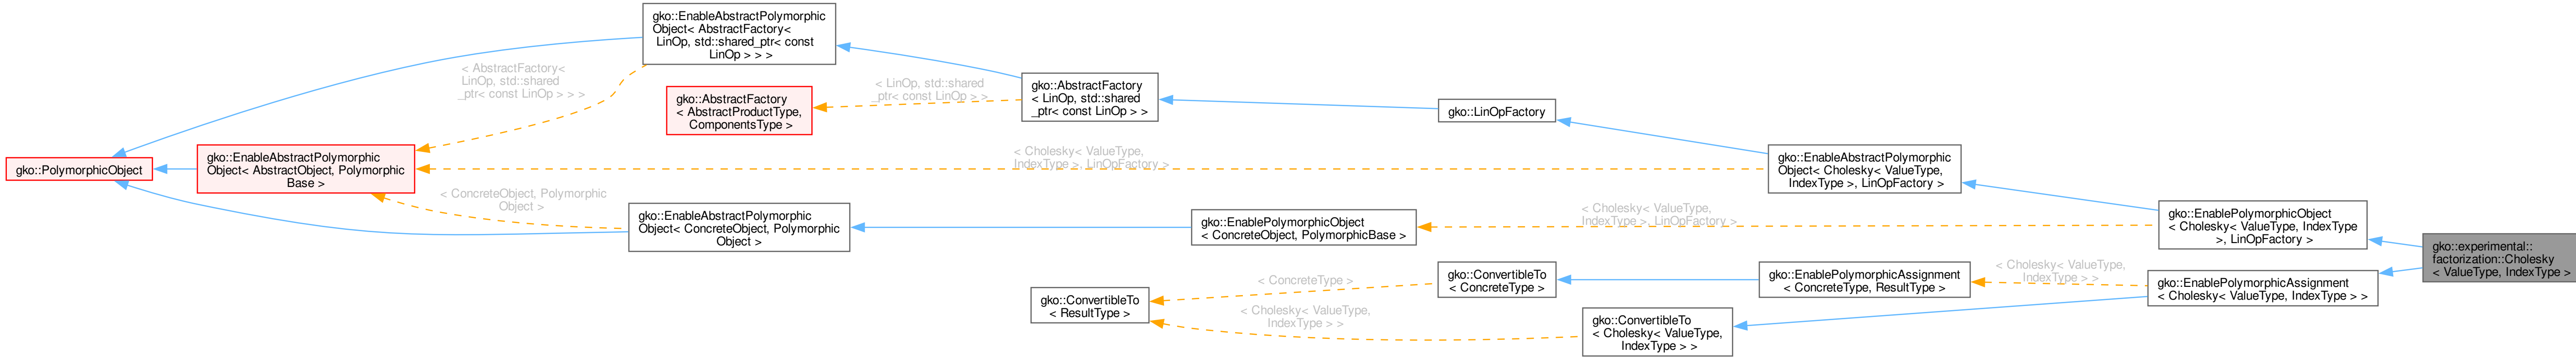 gko::EnableAbstractPolymorphic
Object< AbstractFactory<
LinOp, std::shared_ptr< const
LinOp > > >
< AbstractFactory<
LinOp, std::shared
_ptr< const LinOp > > >
gko::AbstractFactory
< AbstractProductType,
ComponentsType >
< LinOp, std::shared
_ptr< const LinOp > >
gko::AbstractFactory
< LinOp, std::shared
_ptr< const LinOp > >
gko::LinOpFactory
gko::PolymorphicObject
gko::EnableAbstractPolymorphic
Object< AbstractObject, Polymorphic
Base >
< Cholesky< ValueType,
IndexType >, LinOpFactory >
gko::EnableAbstractPolymorphic
Object< Cholesky< ValueType,
IndexType >, LinOpFactory >
< ConcreteObject, Polymorphic
Object >
gko::EnableAbstractPolymorphic
Object< ConcreteObject, Polymorphic
Object >
gko::EnablePolymorphicObject
< ConcreteObject, PolymorphicBase >
< Cholesky< ValueType,
IndexType >, LinOpFactory >
gko::EnablePolymorphicObject
< Cholesky< ValueType, IndexType
>, LinOpFactory >
gko::experimental::
factorization::Cholesky
< ValueType, IndexType >
gko::ConvertibleTo
< ResultType >
< ConcreteType >
gko::ConvertibleTo
< ConcreteType >
gko::EnablePolymorphicAssignment
< ConcreteType, ResultType >
< Cholesky< ValueType,
IndexType > >
gko::EnablePolymorphicAssignment
< Cholesky< ValueType, IndexType > >
< Cholesky< ValueType,
IndexType > >
gko::ConvertibleTo
< Cholesky< ValueType,
IndexType > >